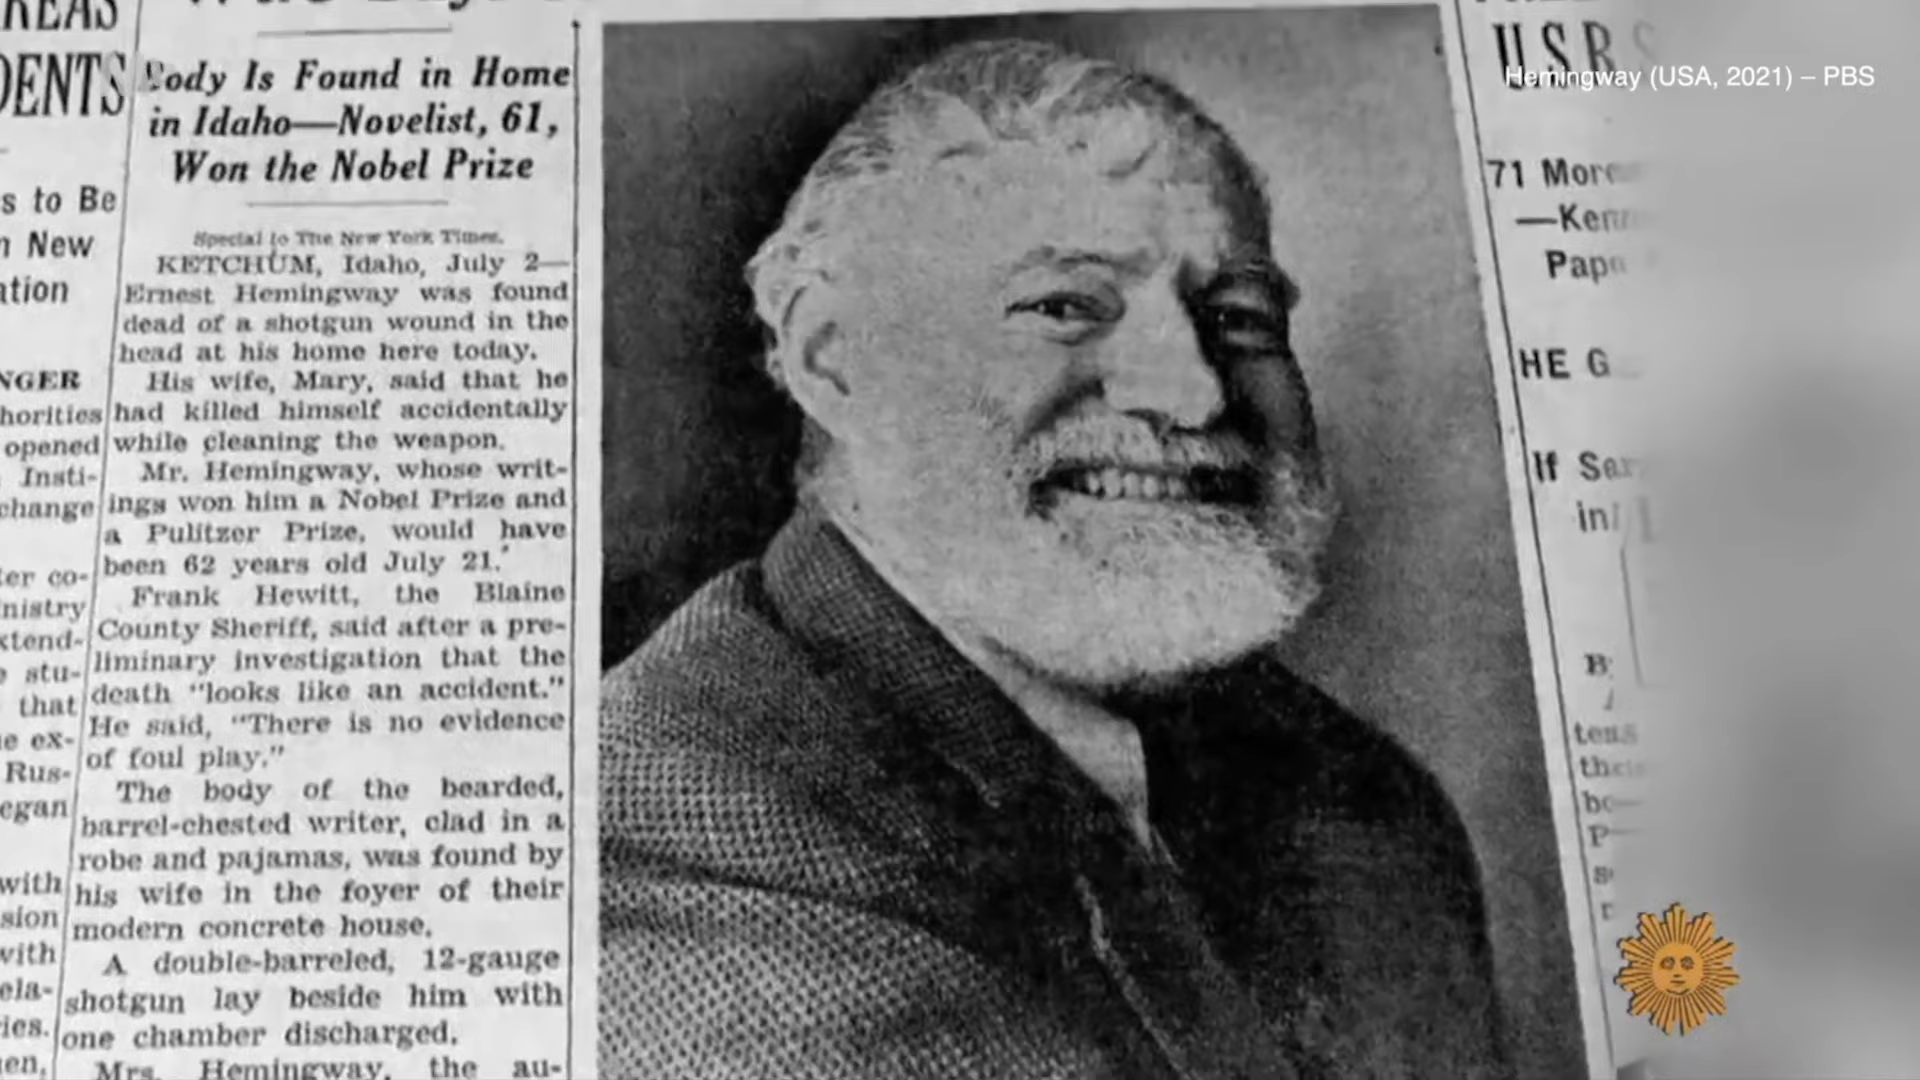 DENTS
s to Be
n New
ation
NGER
horities
opened
Insti-
change
ter co-
nistry
xtend-
stu-
that
e ex-
Rus-
egan
with
sion
with
ela-
ies.
Body Is Found in Home
in Idaho—Novelist, 61,
Won the Nobel Prize
Special to The New York Times.
KETCHUM, Idaho, July 2—
Ernest Hemingway was found
dead of a shotgun wound in the
head at his home here today.
His wife, Mary, said that he
had killed himself accidentally
while cleaning the weapon.
Mr. Hemingway, whose writ-
ings won him a Nobel Prize and
a Pulitzer Prize, would have
been 62 years old July 21.
Frank Hewitt, the Blaine
County Sheriff, said after a pre-
liminary investigation that the
death "looks like an accident."
He said, "There is no evidence
of foul play."
The body of the bearded,
barrel-chested writer, clad in a
robe and pajamas, was found by
his wife in the foyer of their
modern concrete house.
A double-barreled, 12-gauge
shotgun lay beside him with
one chamber discharged.
Mrs. Hemingway, the au-
Hemingway (USA, 2021) – PBS
71 More
—Ken
Pape
HE G
If
in